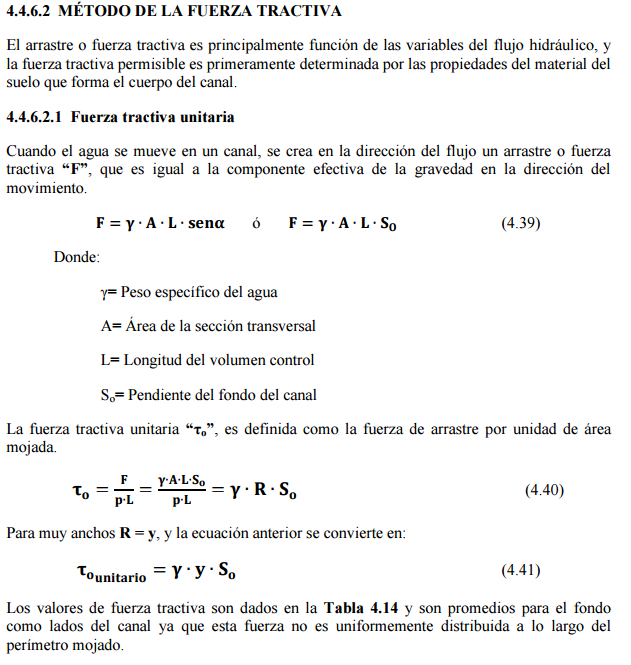 4.4.6.2 MÉTODO DE LA FUERZA TRACTIVA
El arrastre o fuerza tractiva es principalmente función de las variables del flujo hidráulico, y
la fuerza tractiva permisible es primeramente determinada por las propiedades del material del
suelo que forma el cuerpo del canal.
4.4.6.2.1 Fuerza tractiva unitaria
Cuando el agua se mueve en un canal, se crea en la dirección del flujo un arrastre o fuerza
tractiva “F”, que es igual a la componente efectiva de la gravedad en la dirección del
movimiento.
F = γ · A · L · senα ó F = γ · A · L · S₀ (4.39)
Donde:
γ= Peso específico del agua
A= Área de la sección transversal
L= Longitud del volumen control
Sₒ= Pendiente del fondo del canal
La fuerza tractiva unitaria “τₒ”, es definida como la fuerza de arrastre por unidad de área
mojada.
τₒ = F/(p·L) = (γ·A·L·Sₒ)/(p·L) = γ · R · Sₒ (4.40)
Para muy anchos R = y, y la ecuación anterior se convierte en:
τₒ unitario = γ · y · Sₒ (4.41)
Los valores de fuerza tractiva son dados en la Tabla 4.14 y son promedios para el fondo
como lados del canal ya que esta fuerza no es uniformemente distribuida a lo largo del
perímetro mojado.